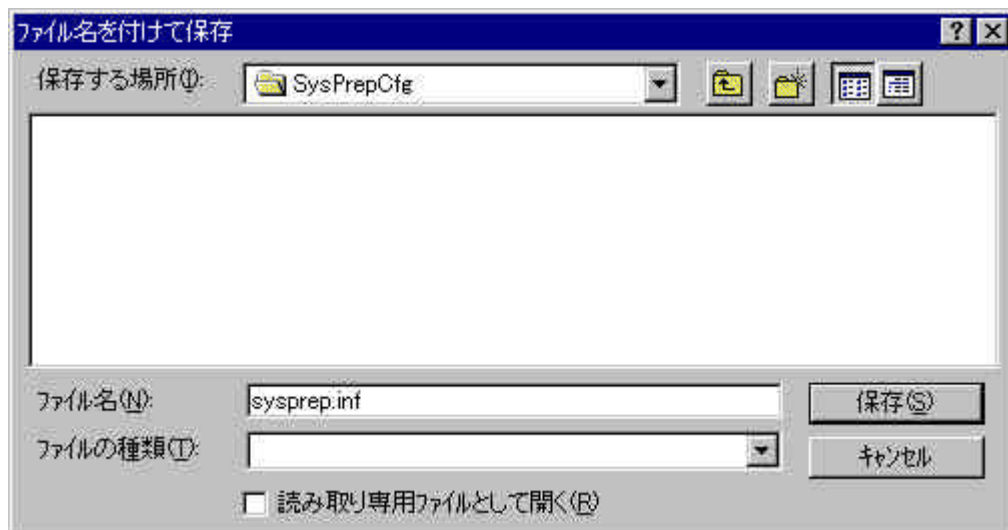 ファイル名を付けて保存
保存する場所(I): SysPrepCfg
ファイル名(N): sysprep.inf 保存(S)
ファイルの種類(T): キャンセル
読み取り専用ファイルとして開く(R)